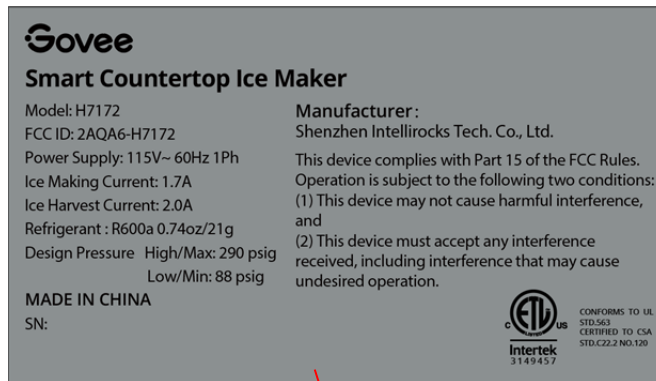 Govee
Smart Countertop Ice Maker
Model: H7172
FCC ID: 2AQA6-H7172
Power Supply: 115V~ 60Hz 1Ph
Ice Making Current: 1.7A
Ice Harvest Current: 2.0A
Refrigerant : R600a 0.74oz/21g
Design Pressure High/Max: 290 psig
Low/Min: 88 psig
MADE IN CHINA
SN:
Manufacturer :
Shenzhen Intellirocks Tech. Co., Ltd.
This device complies with Part 15 of the FCC Rules.
Operation is subject to the following two conditions:
(1) This device may not cause harmful interference,
and
(2) This device must accept any interference
received, including interference that may cause
undesired operation.
ETL
LISTED
C US
Intertek
3149457
CONFORMS TO UL
STD.563
CERTIFIED TO CSA
STD.C22.2 NO.120